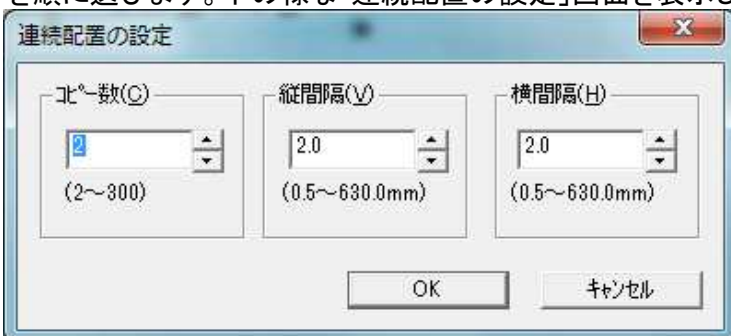 を順に選びます。下の様な「連続配置の設定」画面を表示し
連続配置の設定
ｺﾋﾟｰ数(C)
縦間隔(V)
横間隔(H)
2
2.0
2.0
(2～300)
(0.5～630.0mm)
(0.5～630.0mm)
OK
ｷｬﾝｾﾙ